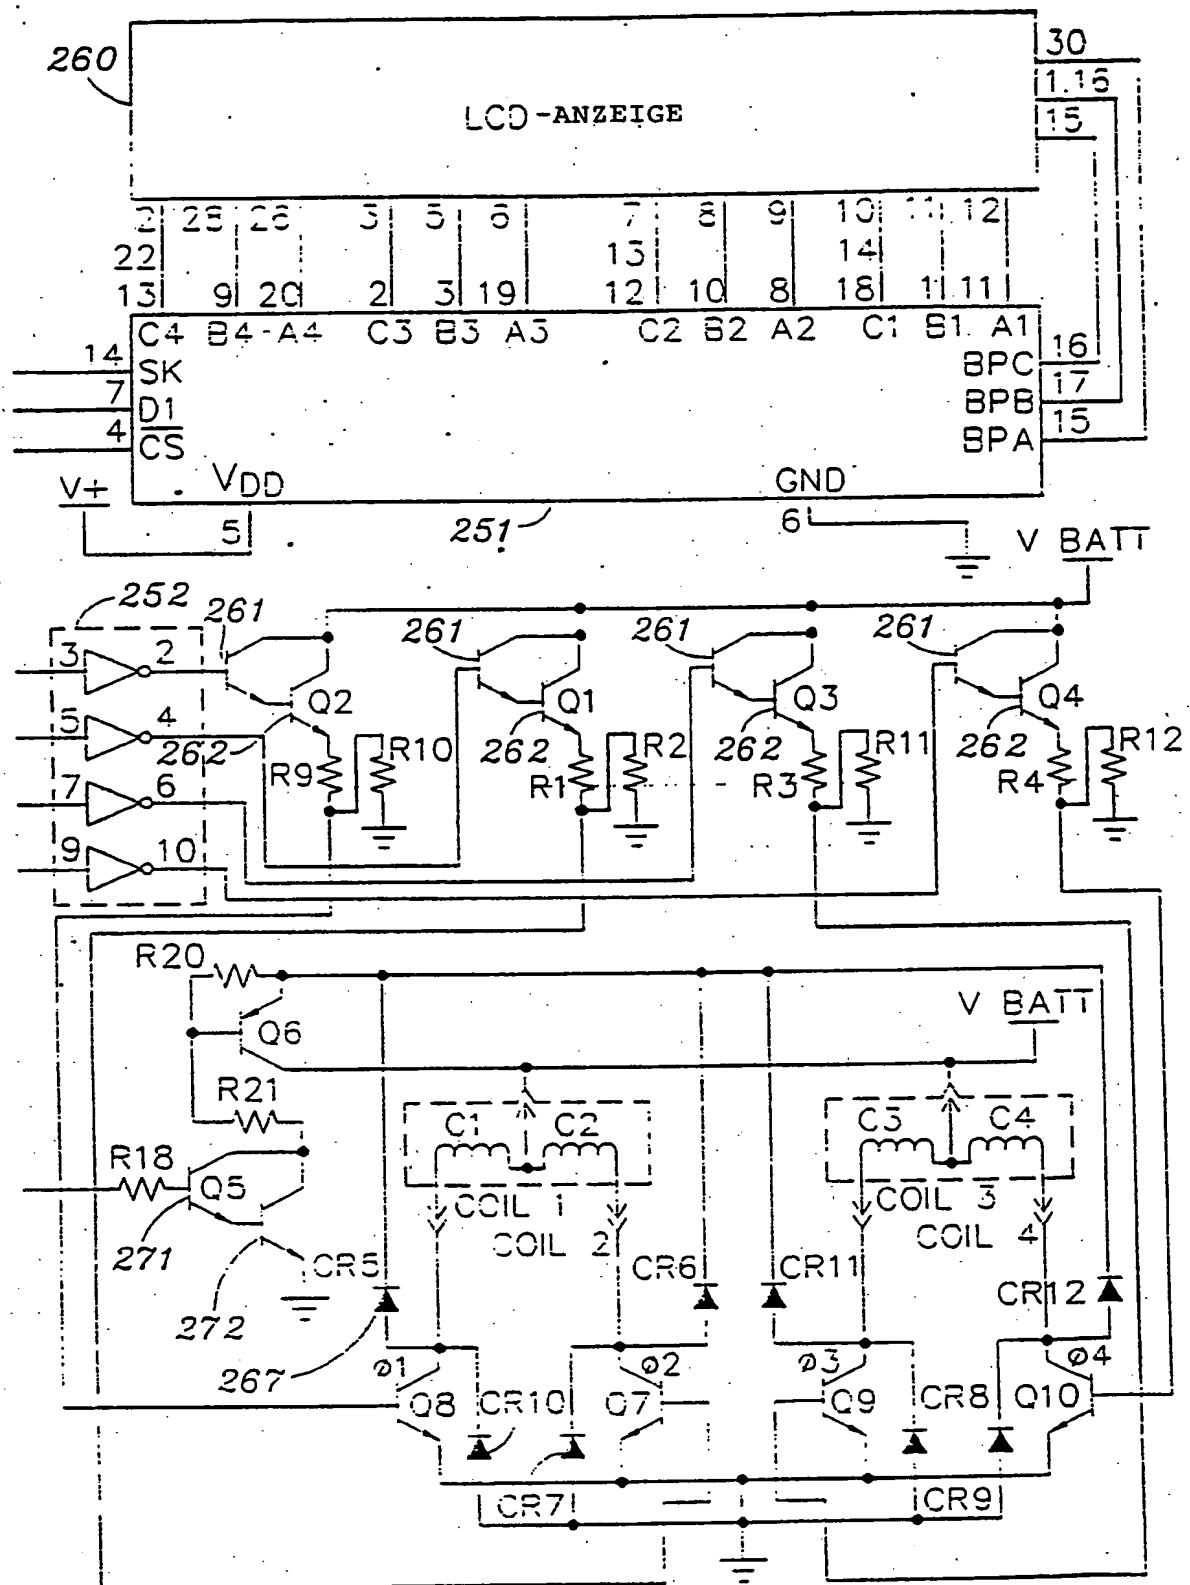 260
LCD-ANZEIGE
30
1.16
15
2 28 26 3 5 6 7 8 9 10 11 12
22 13 14
13 9 20 2 3 19 12 10 8 18 1 11
C4 B4 A4 C3 B3 A3 C2 B2 A2 C1 B1 A1
14 SK
7 D1
4 CS
BPC 16
BPB 17
BPA 15
V+
VDD
5
251
GND
6
V BATT
252
261 261 261 261
3 2
5 4
7 6
9 10
Q2 Q1 Q3 Q4
262 262 262 262
R9 R10 R1 R2 R3 R11 R4 R12
R20
Q6
V BATT
R21
C1 C2 C3 C4
R18
Q5
271
COIL 1
COIL 2
COIL 3
COIL 4
272
CR5
CR6
CR11
CR12
267
ø1 ø2 ø3 ø4
Q8 CR10 Q7 Q9 CR8 Q10
CR7
CR9